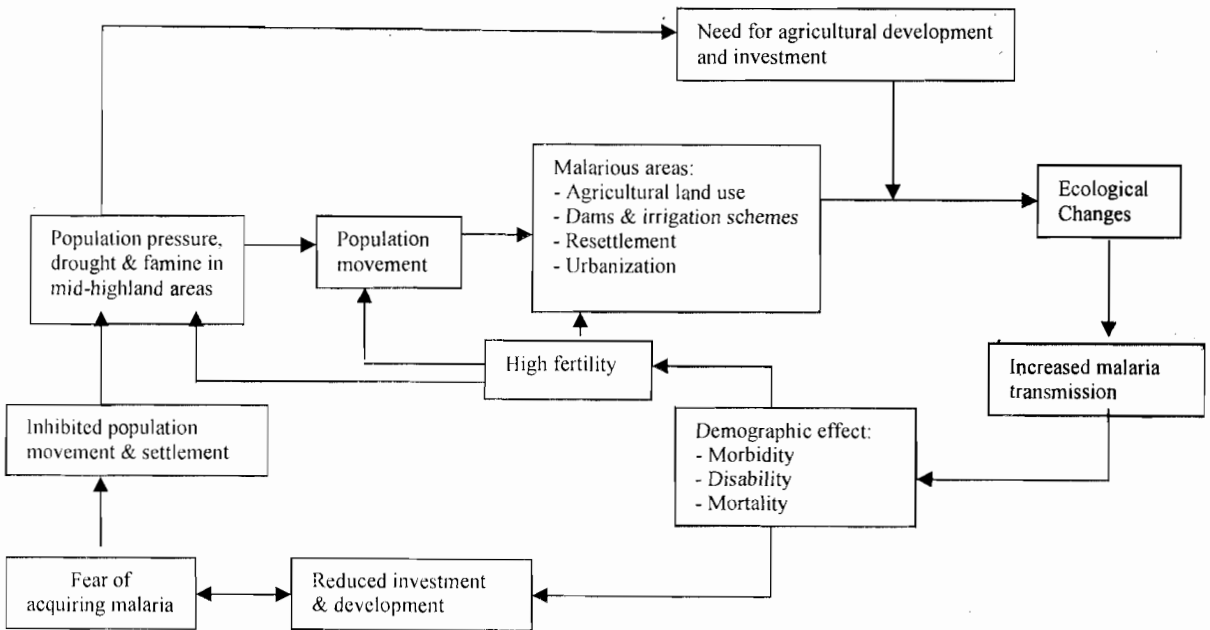 Need for agricultural development
and investment
Malarious areas:
- Agricultural land use
- Dams & irrigation schemes
- Resettlement
- Urbanization
Ecological
Changes
Population pressure,
drought & famine in
mid-highland areas
Population
movement
High fertility
Increased malaria
transmission
Inhibited population
movement & settlement
Demographic effect:
- Morbidity
- Disability
- Mortality
Fear of
acquiring malaria
Reduced investment
& development